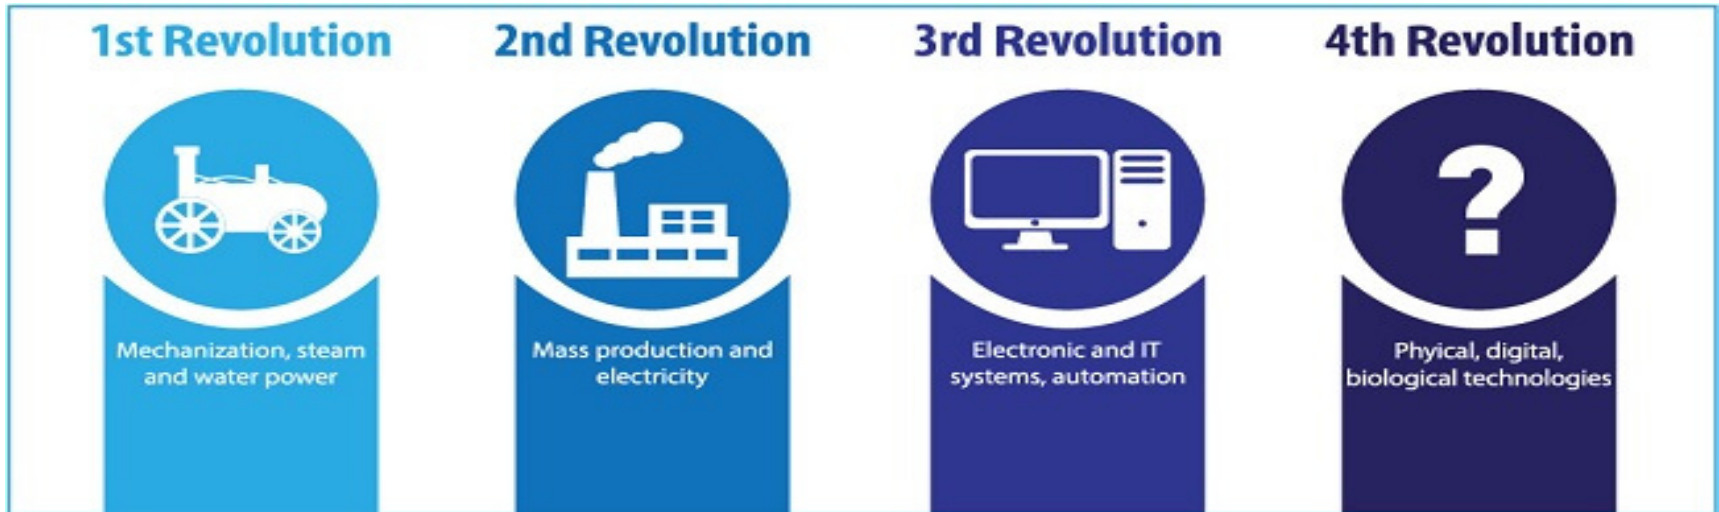 1st Revolution
2nd Revolution
3rd Revolution
4th Revolution
Mechanization, steam
and water power
Mass production and
electricity
Electronic and IT
systems, automation
Phyical, digital,
biological technologies
?